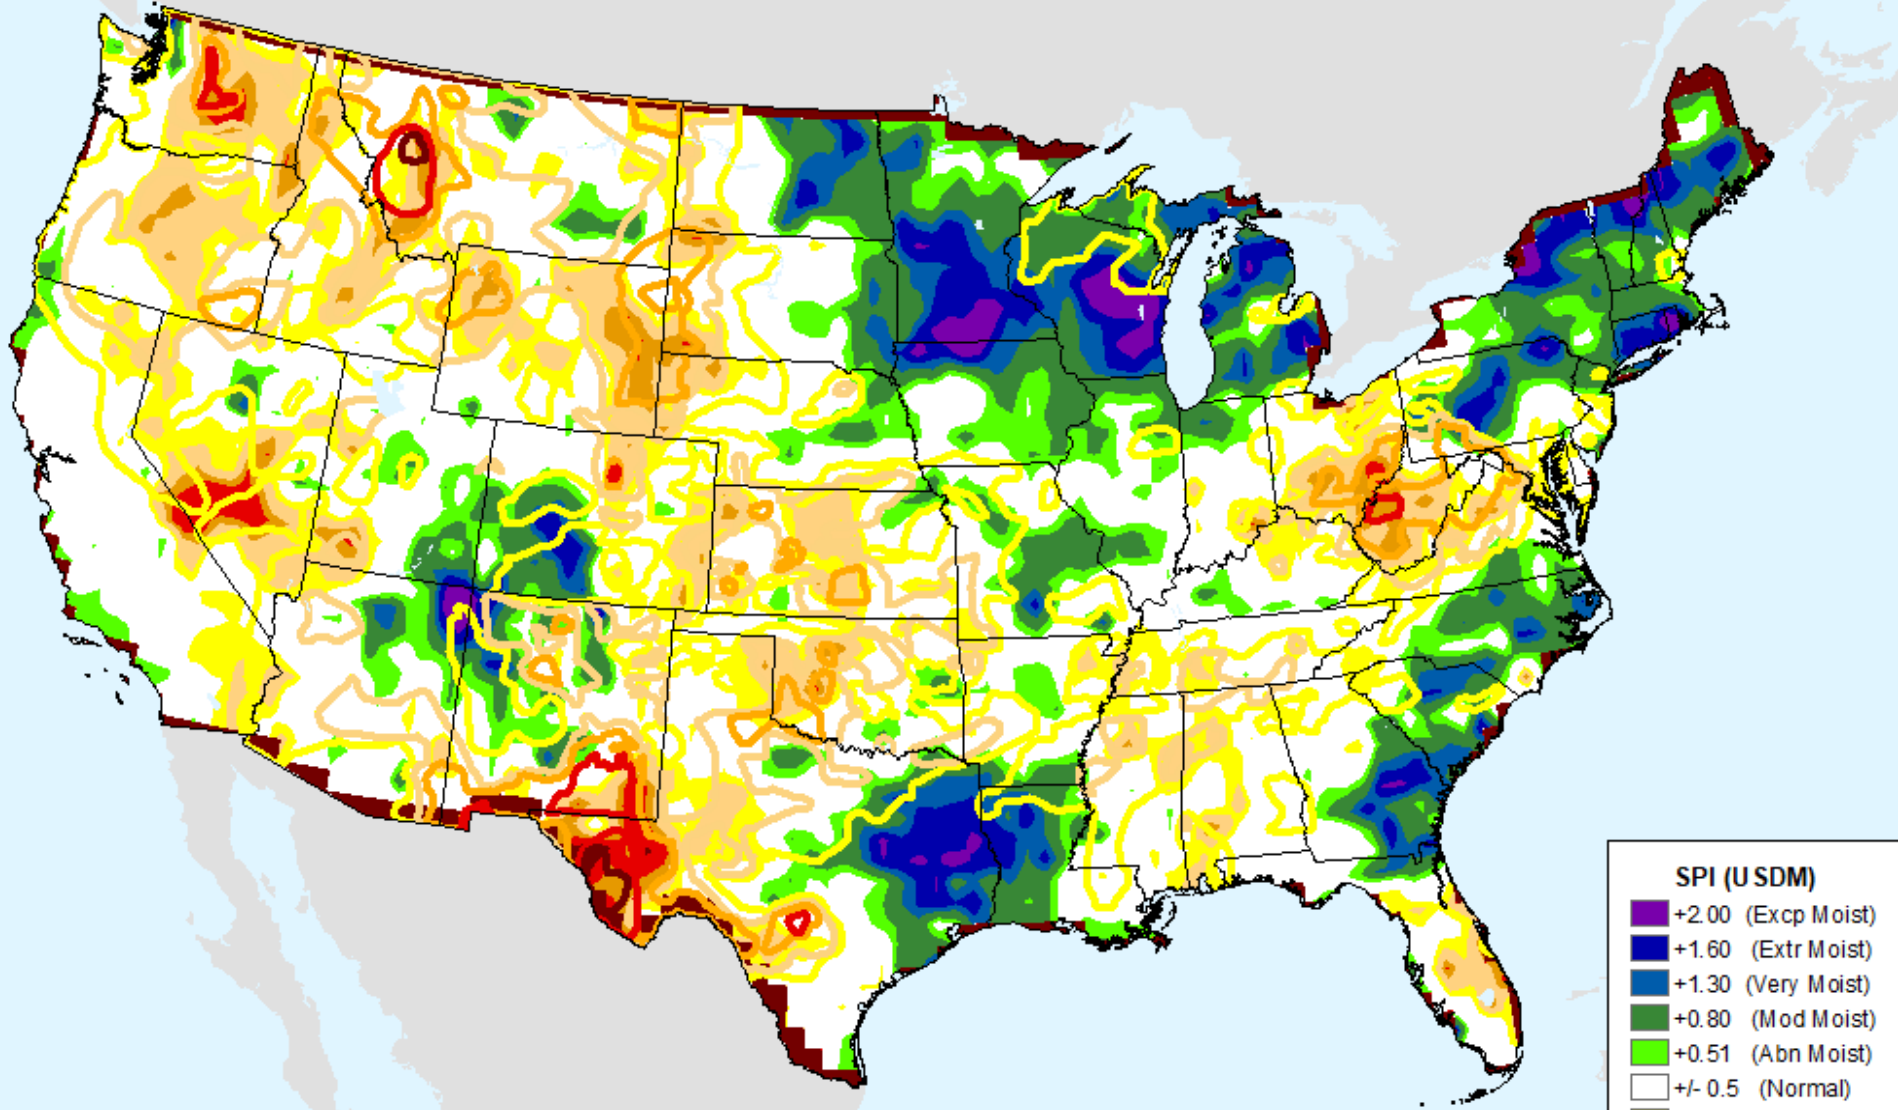 SPI (USDM)
+2.00 (Excp Moist)
+1.60 (Extr Moist)
+1.30 (Very Moist)
+0.80 (Mod Moist)
+0.51 (Abn Moist)
+/- 0.5 (Normal)